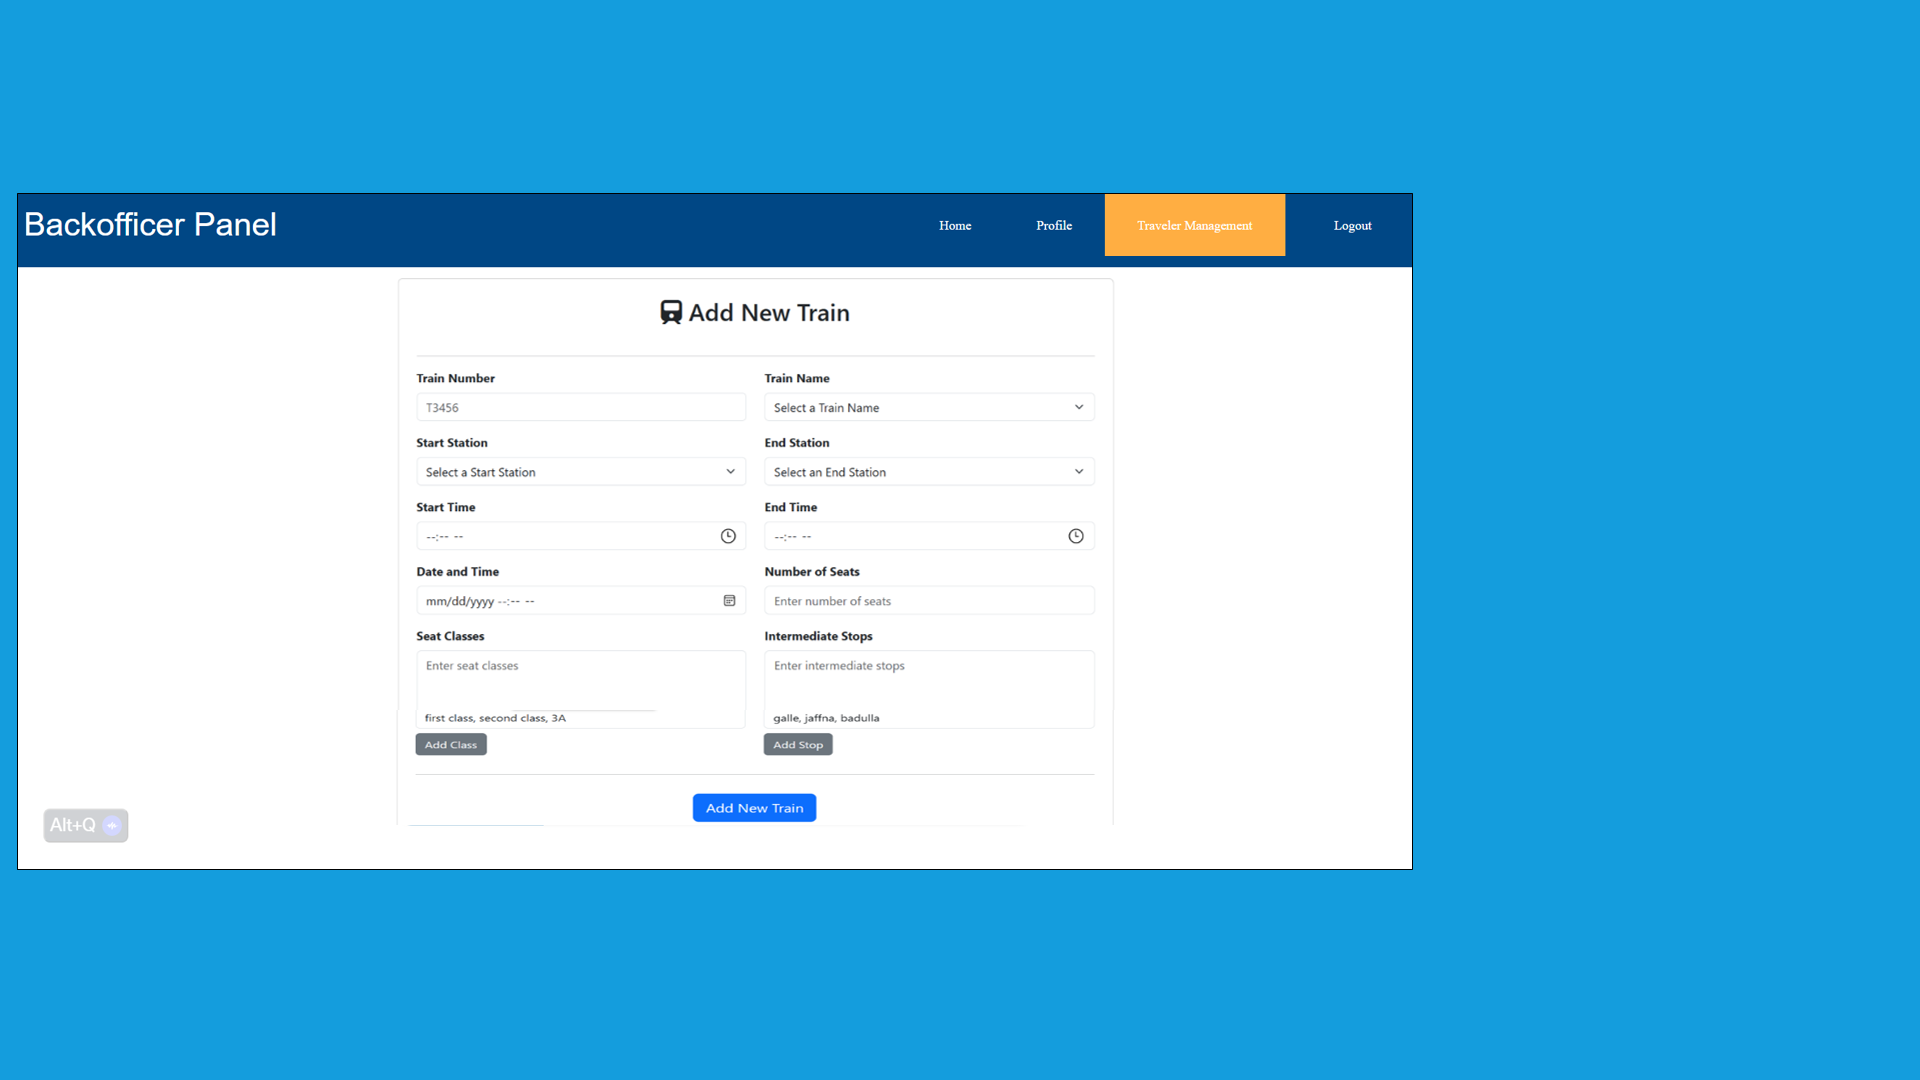 Backofficer Panel
Home
Profile
Traveler Management
Logout
Add New Train
Train Number
Train Name
T3456
Select a Train Name
Start Station
End Station
Select a Start Station
Select an End Station
Start Time
End Time
--:-- --
--:-- --
Date and Time
Number of Seats
mm/dd/yyyy --:-- --
Enter number of seats
Seat Classes
Intermediate Stops
Enter seat classes
Enter intermediate stops
first class, second class, 3A
galle, jaffna, badulla
Add Class
Add Stop
Add New Train
Alt+Q